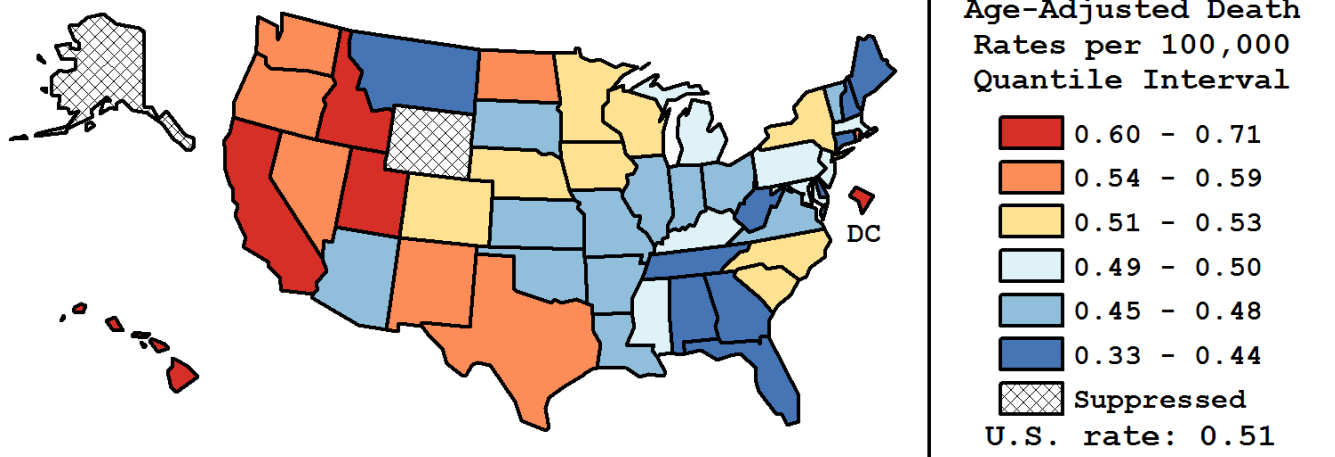 Age-Adjusted Death
Rates per 100,000
Quantile Interval
0.60 - 0.71
0.54 - 0.59
0.51 - 0.53
0.49 - 0.50
0.45 - 0.48
0.33 - 0.44
Suppressed
U.S. rate: 0.51
DC